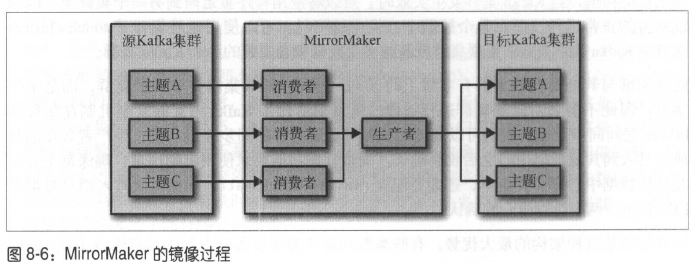 源Kafka集群
MirrorMaker
目标Kafka集群
主题A
消费者
主题A
主题B
消费者
生产者
主题B
主题C
消费者
主题C
图 8-6：MirrorMaker 的镜像过程